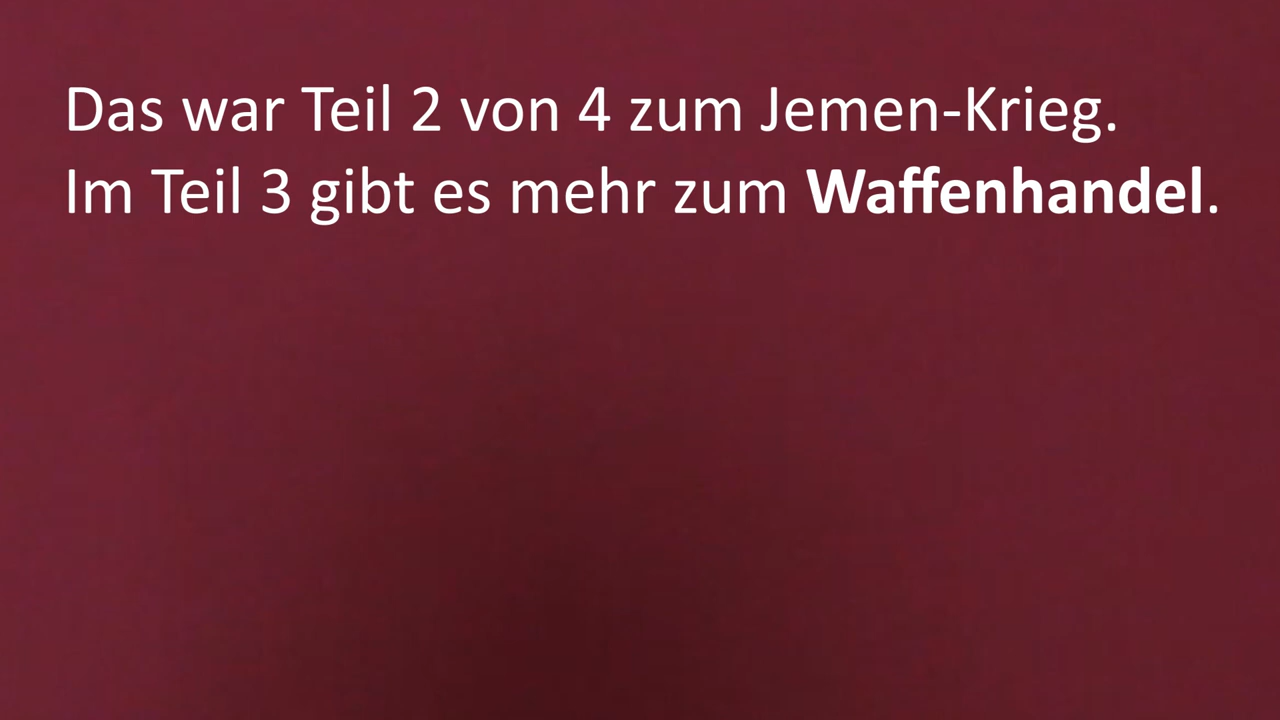 Das war Teil 2 von 4 zum Jemen-Krieg.
Im Teil 3 gibt es mehr zum Waffenhandel.